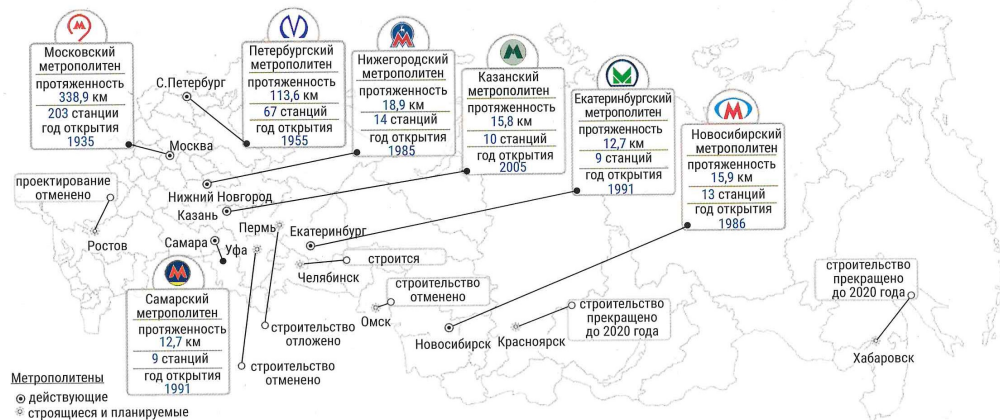 Московский
метрополитен
протяженность
338,9 км
203 станции
год открытия
1935
Петербургский
метрополитен
протяженность
113,6 км
67 станции
год открытия
1955
Нижегородский
метрополитен
протяженность
18,9 км
14 станций
год открытия
1985
Казанский
метрополитен
протяженность
15,8 км
10 станций
год открытия
2005
Екатеринбургский
метрополитен
протяженность
12,7 км
9 станций
год открытия
1991
Новосибирский
метрополитен
протяженность
15,9 км
13 станций
год открытия
1986
С.Петербург
Москва
проектирование
отменено
Ростов
Нижний Новгород
Казань
Пермь
Екатеринбург
Самара
Уфа
Челябинск
строится
строительство
отменено
Омск
Новосибирск
Красноярск
строительство
прекращено
до 2020 года
строительство
прекращено
до 2020 года
Хабаровск
Самарский
метрополитен
протяженность
12,7 км
9 станций
год открытия
1991
строительство
отложено
строительство
отменено
Метрополитены
действующие
строящиеся и планируемые